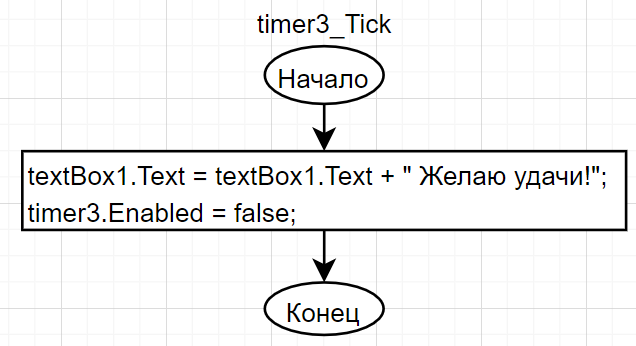 timer3_Tick
Начало
textBox1.Text = textBox1.Text + " Желаю удачи!";
timer3.Enabled = false;
Конец